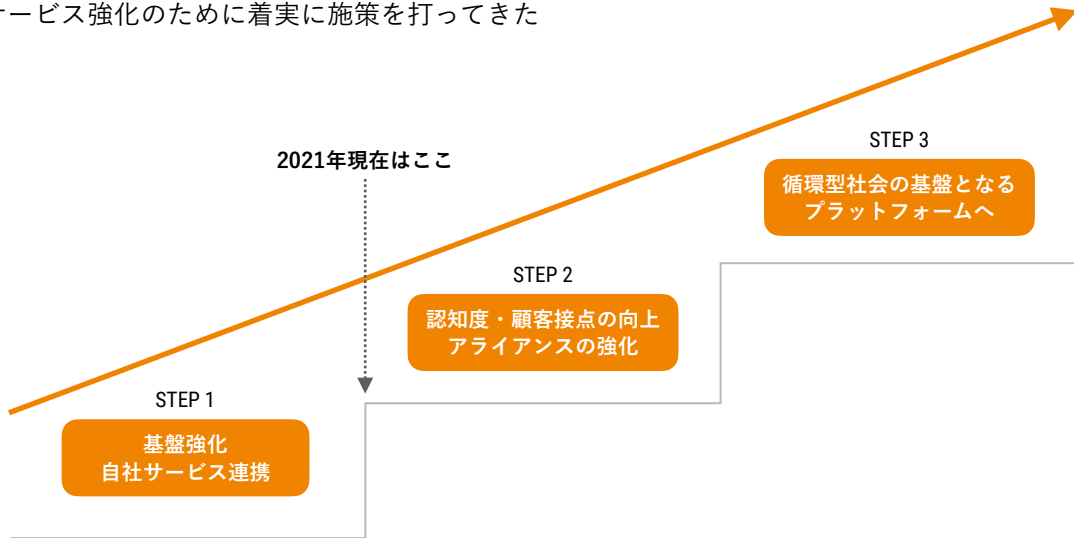 サービス強化のために着実に施策を打ってきた
2021年現在はここ
STEP 3
循環型社会の基盤となる
プラットフォームへ
STEP 2
認知度・顧客接点の向上
アライアンスの強化
STEP 1
基盤強化
自社サービス連携